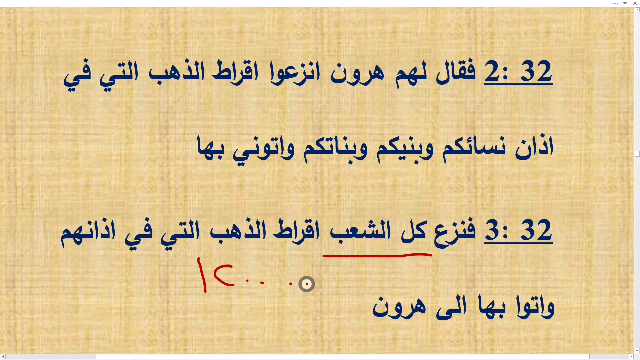 32 :2 فقال لهم هرون انزعوا اقراط الذهب التي في
اذان نسائكم وبنيكم وبناتكم واتوني بها
32 :3 فنزع كل الشعب اقراط الذهب التي في اذانهم
واتوا بها الى هرون